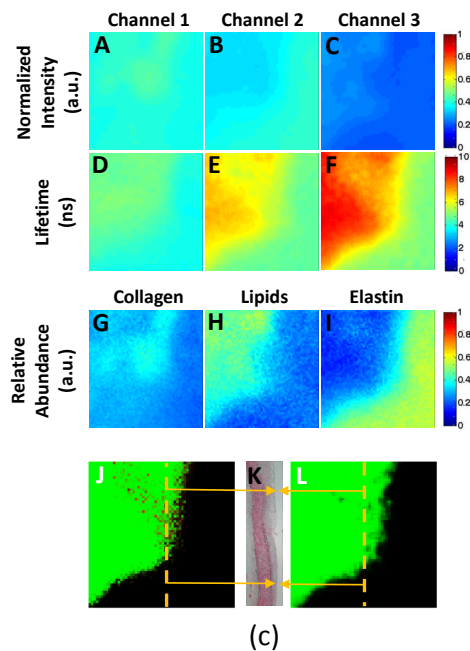 Channel 1 Channel 2 Channel 3
Normalized Intensity (a.u.)
A B C
1
0.8
0.6
0.4
0.2
0
Lifetime (ns)
D E F
10
8
6
4
2
0
Collagen Lipids Elastin
Relative Abundance (a.u.)
G H I
1
0.8
0.6
0.4
0.2
0
J K L
(c)